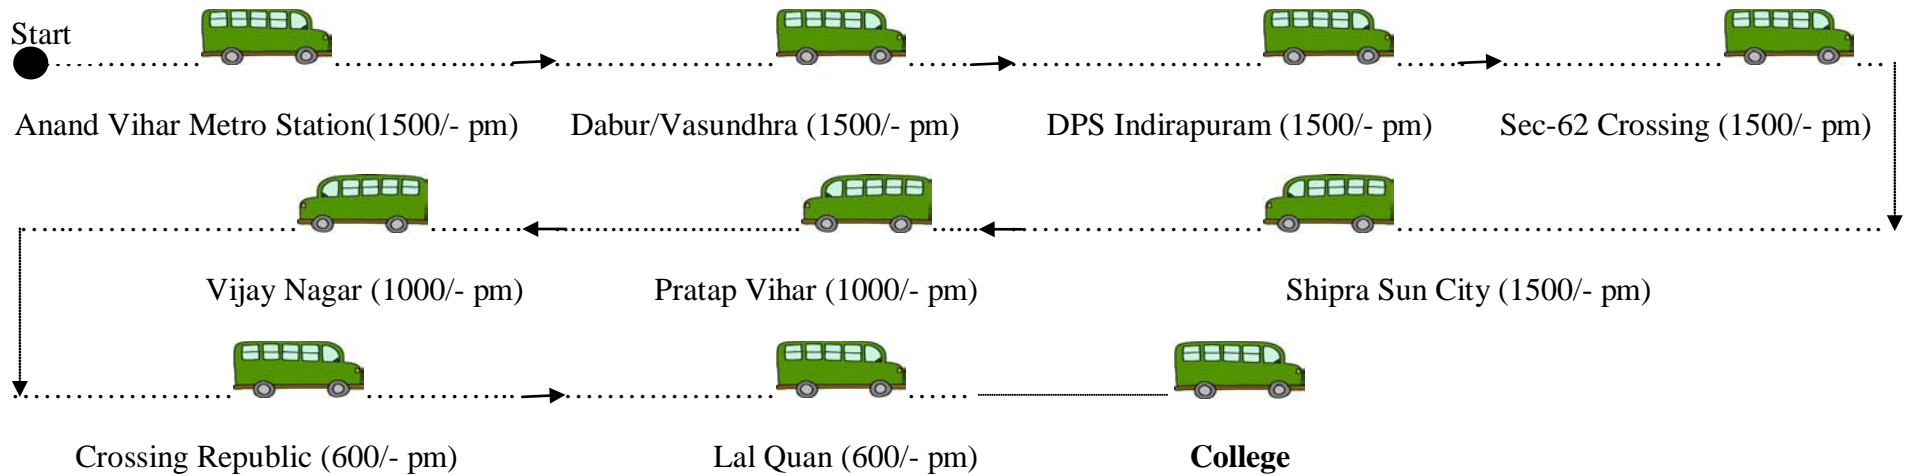 Start
Anand Vihar Metro Station(1500/- pm) Dabur/Vasundhra (1500/- pm) DPS Indirapuram (1500/- pm) Sec-62 Crossing (1500/- pm)
Vijay Nagar (1000/- pm) Pratap Vihar (1000/- pm) Shipra Sun City (1500/- pm)
Crossing Republic (600/- pm) Lal Quan (600/- pm) College